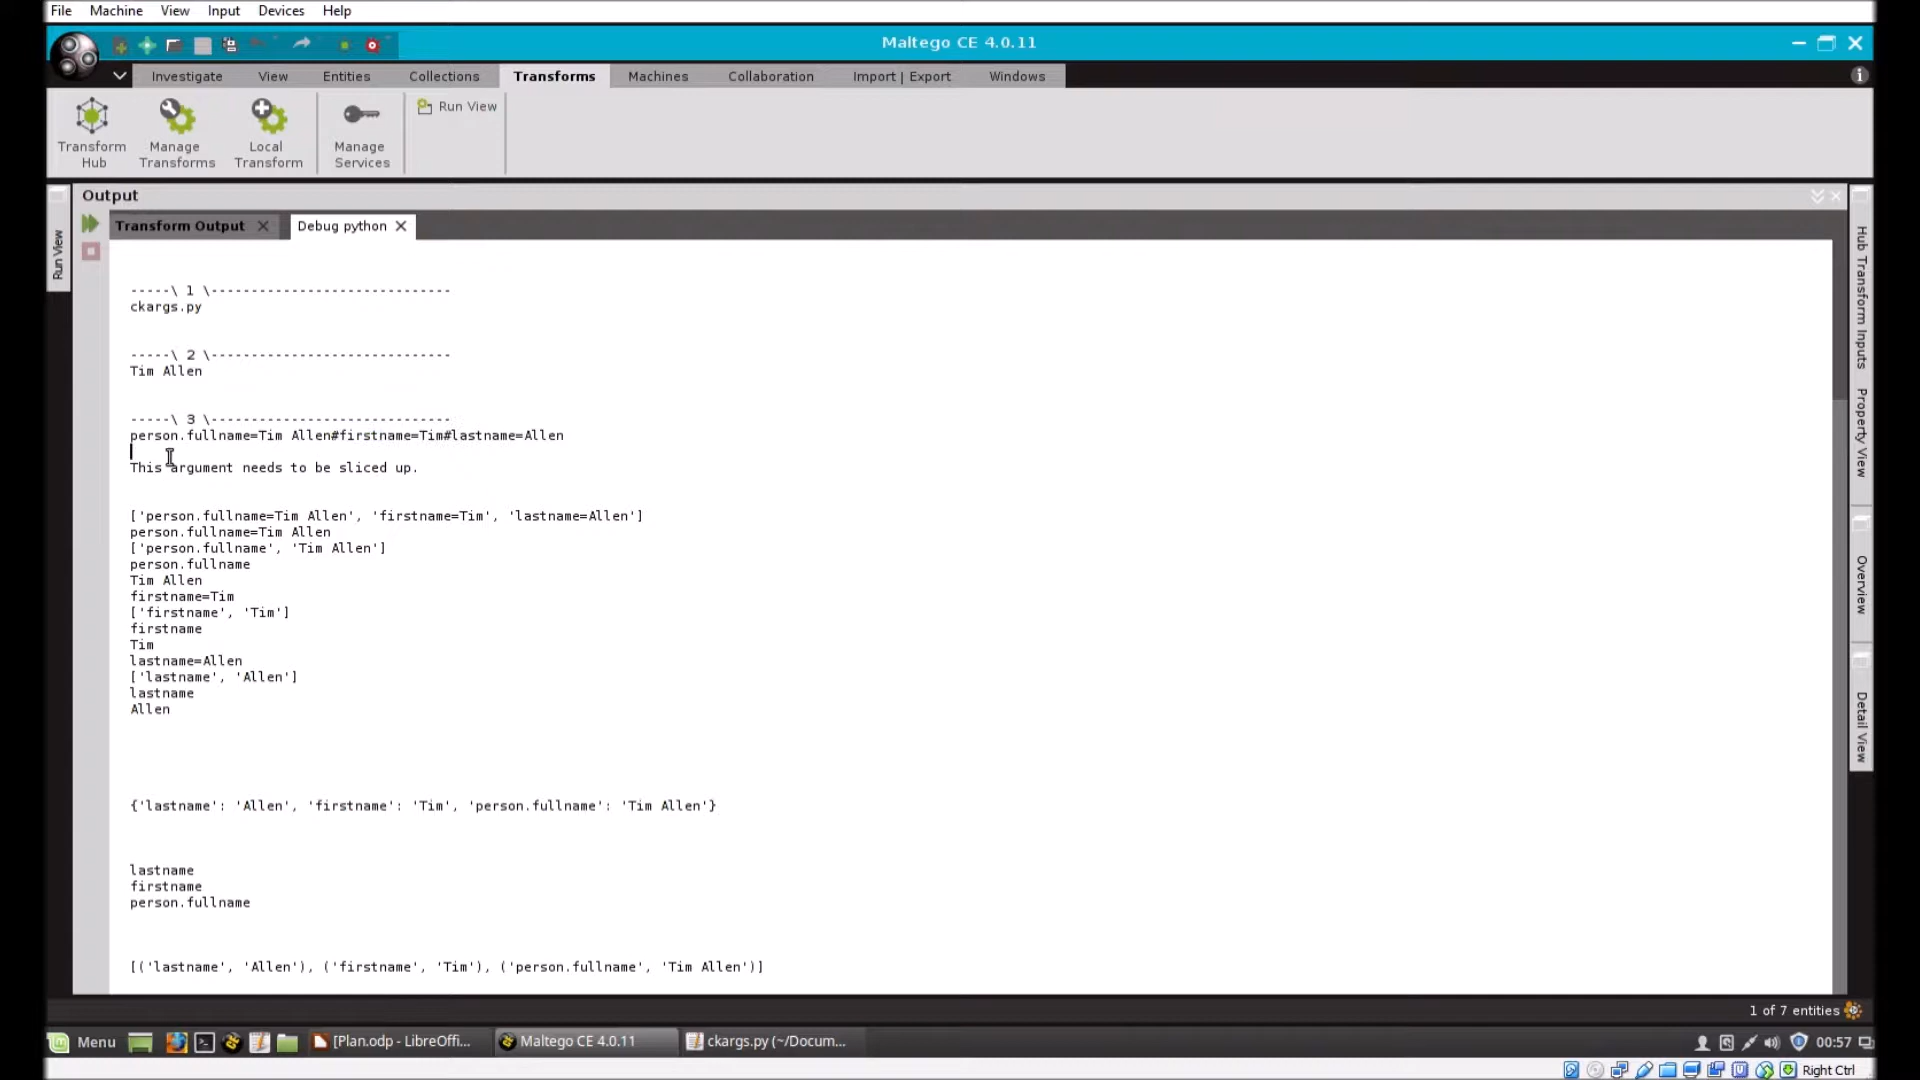 File Machine View Input Devices Help
Maltego CE 4.0.11
Investigate View Entities Collections Transforms Machines Collaboration Import | Export Windows
Transform Hub
Manage Transforms
Local Transform
Manage Services
Run View
Output
Run View
Transform Output Debug python
-----\ 1 \------------------------------
ckargs.py
-----\ 2 \------------------------------
Tim Allen
-----\ 3 \------------------------------
person.fullname=Tim Allen#firstname=Tim#lastname=Allen
This argument needs to be sliced up.
['person.fullname=Tim Allen', 'firstname=Tim', 'lastname=Allen']
person.fullname=Tim Allen
['person.fullname', 'Tim Allen']
person.fullname
Tim Allen
firstname=Tim
['firstname', 'Tim']
firstname
Tim
lastname=Allen
['lastname', 'Allen']
lastname
Allen
{'lastname': 'Allen', 'firstname': 'Tim', 'person.fullname': 'Tim Allen'}
lastname
firstname
person.fullname
[('lastname', 'Allen'), ('firstname', 'Tim'), ('person.fullname', 'Tim Allen')]
Hub Transform Inputs
Property View
Overview
Detail View
1 of 7 entities
Menu [Plan.odp - LibreOffi... Maltego CE 4.0.11 ckargs.py (~/Docum... 00:57
Right Ctrl